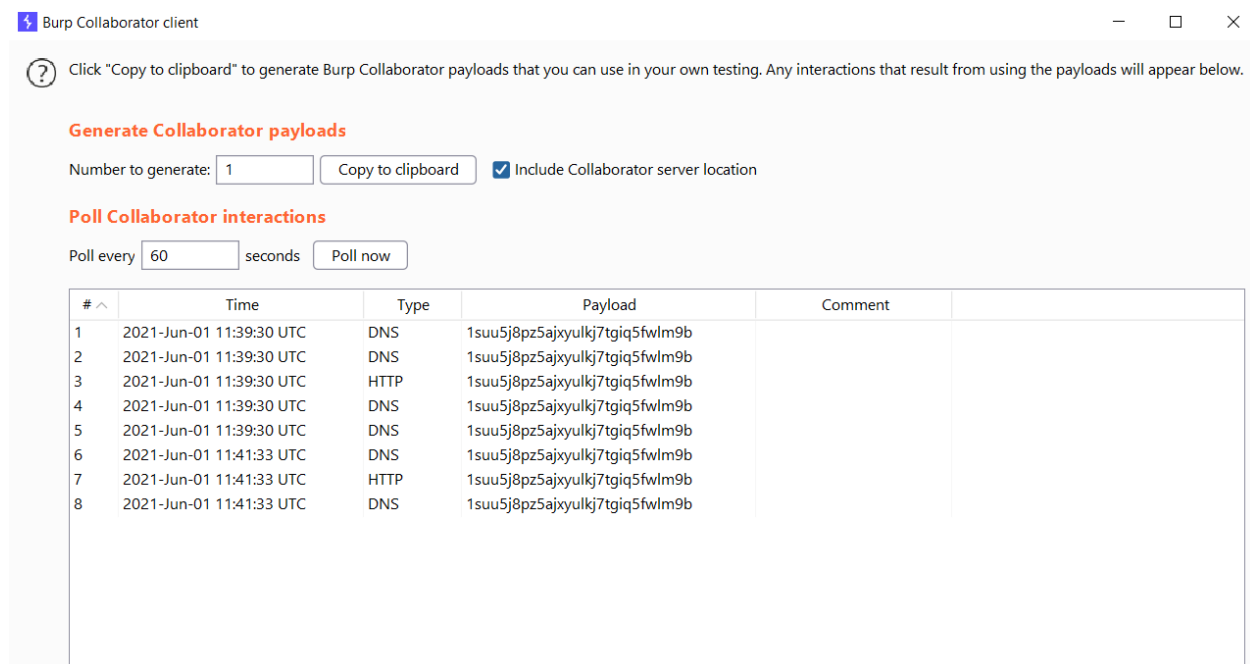 Burp Collaborator client
Click "Copy to clipboard" to generate Burp Collaborator payloads that you can use in your own testing. Any interactions that result from using the payloads will appear below.
Generate Collaborator payloads
Number to generate: 1 Copy to clipboard Include Collaborator server location
Poll Collaborator interactions
Poll every 60 seconds Poll now
# Time Type Payload Comment
1 2021-Jun-01 11:39:30 UTC DNS 1suu5j8pz5ajxyulkj7tgiq5fwlm9b
2 2021-Jun-01 11:39:30 UTC DNS 1suu5j8pz5ajxyulkj7tgiq5fwlm9b
3 2021-Jun-01 11:39:30 UTC HTTP 1suu5j8pz5ajxyulkj7tgiq5fwlm9b
4 2021-Jun-01 11:39:30 UTC DNS 1suu5j8pz5ajxyulkj7tgiq5fwlm9b
5 2021-Jun-01 11:39:30 UTC DNS 1suu5j8pz5ajxyulkj7tgiq5fwlm9b
6 2021-Jun-01 11:41:33 UTC DNS 1suu5j8pz5ajxyulkj7tgiq5fwlm9b
7 2021-Jun-01 11:41:33 UTC HTTP 1suu5j8pz5ajxyulkj7tgiq5fwlm9b
8 2021-Jun-01 11:41:33 UTC DNS 1suu5j8pz5ajxyulkj7tgiq5fwlm9b